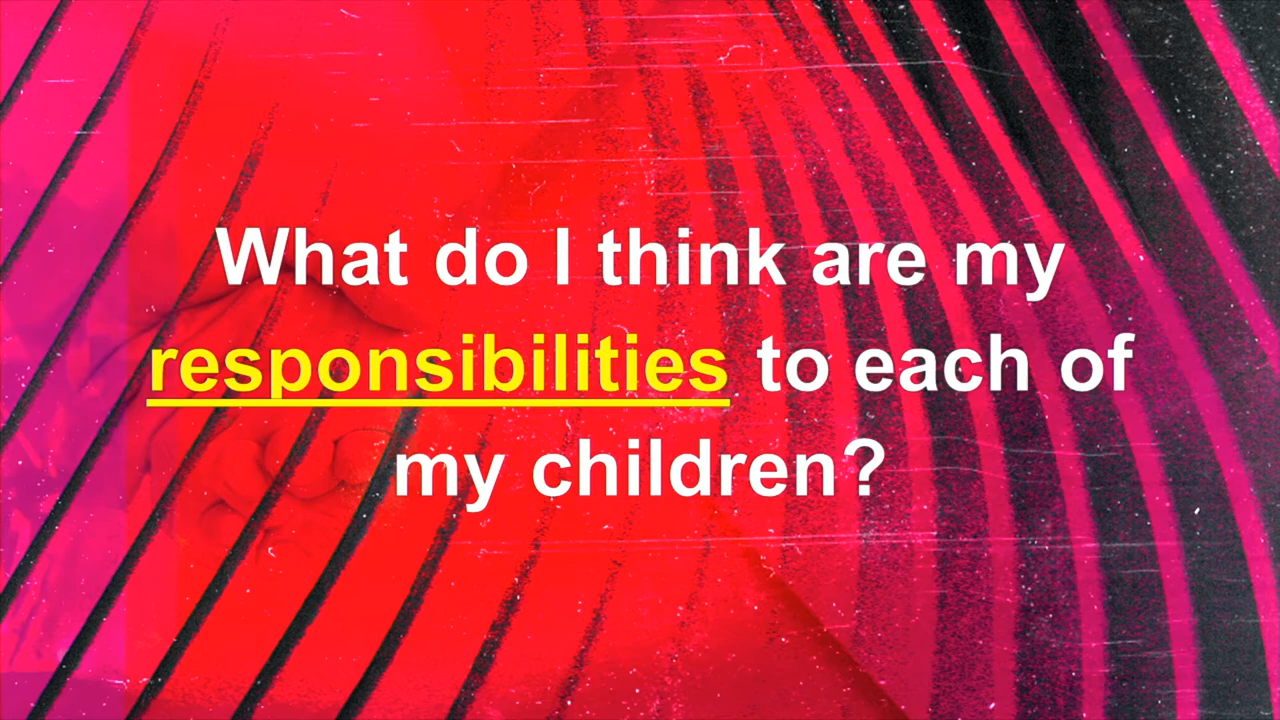 What do I think are my
responsibilities to each of
my children?